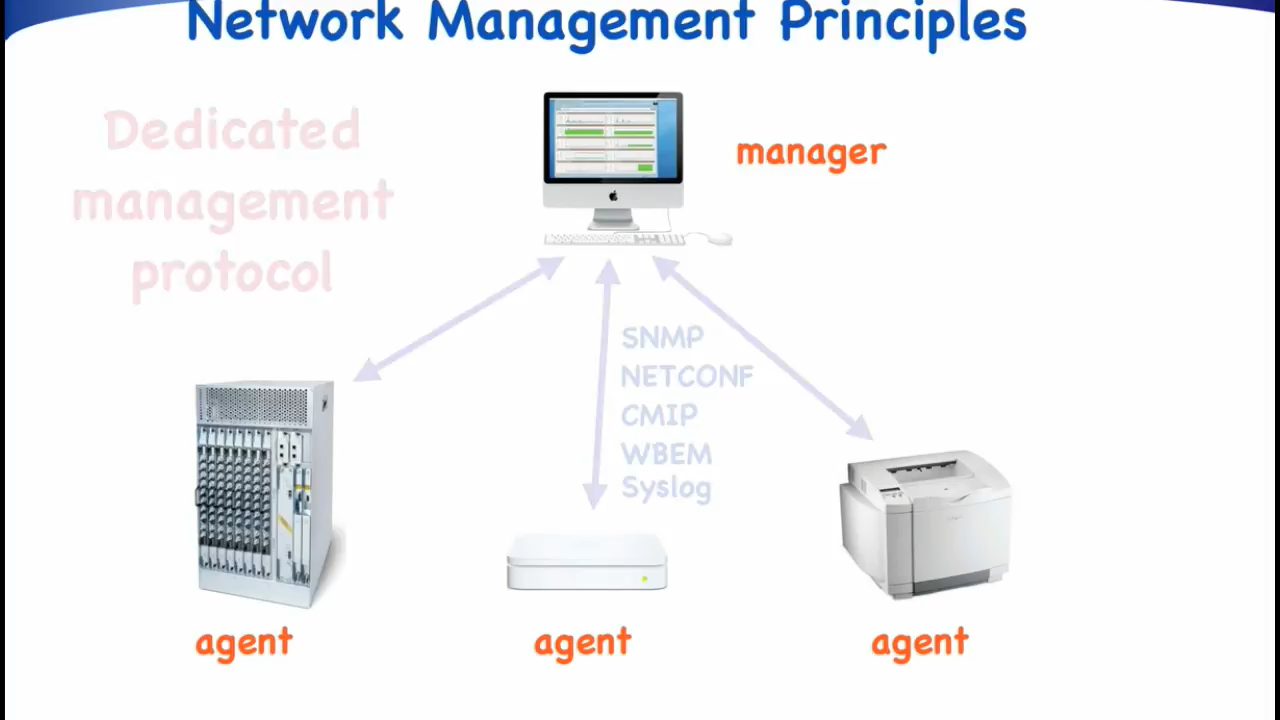 Network Management Principles
Dedicated
management
protocol
manager
SNMP
NETCONF
CMIP
WBEM
Syslog
agent
agent
agent